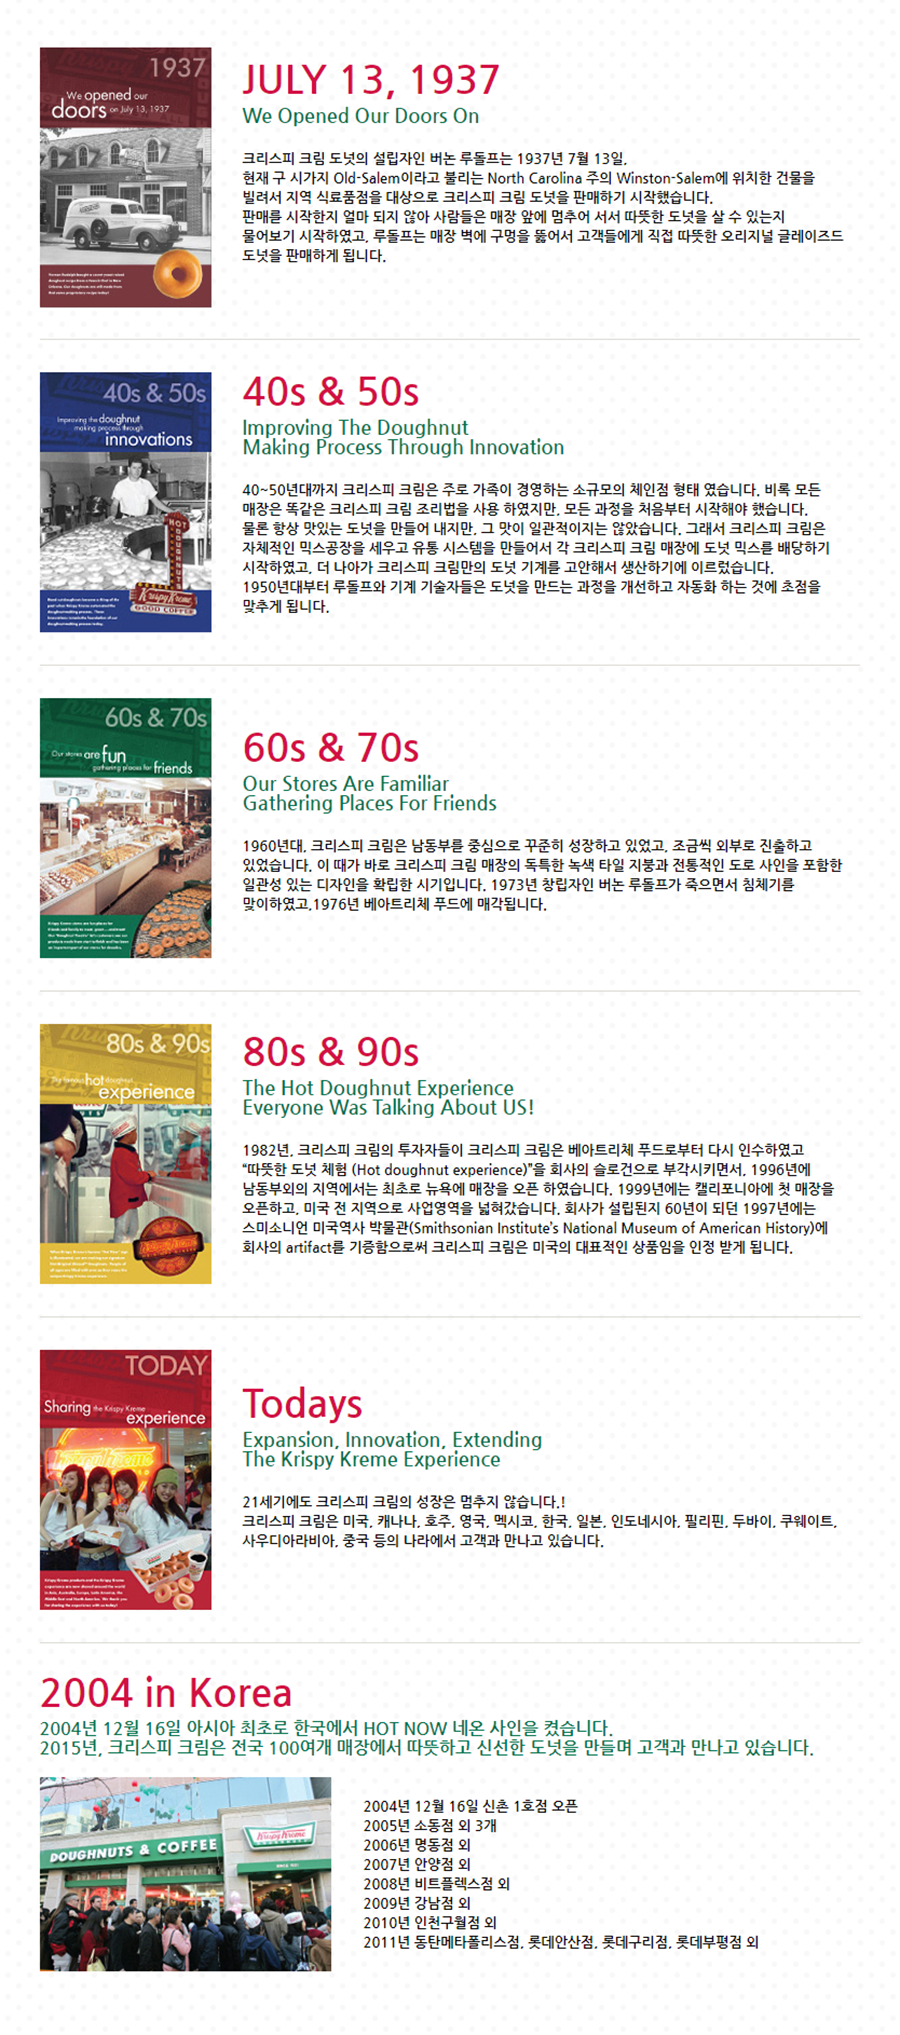 1937
We opened our
doors on July 13, 1937
JULY 13, 1937
We Opened Our Doors On
크리스피 크림 도넛의 설립자인 버논 루돌프는 1937년 7월 13일,
현재 구 시가지 Old-Salem이라고 불리는 North Carolina 주의 Winston-Salem에 위치한 건물을
빌려서 지역 식료품점을 대상으로 크리스피 크림 도넛을 판매하기 시작했습니다.
판매를 시작한지 얼마 되지 않아 사람들은 매장 앞에 멈추어 서서 따뜻한 도넛을 살 수 있는지
물어보기 시작하였고, 루돌프는 매장 벽에 구멍을 뚫어서 고객들에게 직접 따뜻한 오리지널 글레이즈드
도넛을 판매하게 됩니다.
40s & 50s
Improving the doughnut
making process through
innovations
HOT DOUGHNUTS
Krispy Kreme
GOOD COFFEE
40s & 50s
Improving The Doughnut
Making Process Through Innovation
40~50년대까지 크리스피 크림은 주로 가족이 경영하는 소규모의 체인점 형태 였습니다. 비록 모든
매장은 똑같은 크리스피 크림 조리법을 사용 하였지만, 모든 과정을 처음부터 시작해야 했습니다.
물론 항상 맛있는 도넛을 만들어 내지만, 그 맛이 일관적이지는 않았습니다. 그래서 크리스피 크림은
자체적인 믹스공장을 세우고 유통 시스템을 만들어서 각 크리스피 크림 매장에 도넛 믹스를 배당하기
시작하였고, 더 나아가 크리스피 크림만의 도넛 기계를 고안해서 생산하기에 이르렀습니다.
1950년대부터 루돌프와 기계 기술자들은 도넛을 만드는 과정을 개선하고 자동화 하는 것에 초점을
맞추게 됩니다.
60s & 70s
Our stores are fun
gathering places for friends
60s & 70s
Our Stores Are Familiar
Gathering Places For Friends
1960년대, 크리스피 크림은 남동부를 중심으로 꾸준히 성장하고 있었고, 조금씩 외부로 진출하고
있었습니다. 이 때가 바로 크리스피 크림 매장의 독특한 녹색 타일 지붕과 전통적인 도로 사인을 포함한
일관성 있는 디자인을 확립한 시기입니다. 1973년 창립자인 버논 루돌프가 죽으면서 침체기를
맞이하였고,1976년 베아트리체 푸드에 매각됩니다.
80s & 90s
Our famous hot doughnut
experience
80s & 90s
The Hot Doughnut Experience
Everyone Was Talking About US!
1982년, 크리스피 크림의 투자자들이 크리스피 크림은 베아트리체 푸드로부터 다시 인수하였고
“따뜻한 도넛 체험 (Hot doughnut experience)”을 회사의 슬로건으로 부각시키면서, 1996년에
남동부외의 지역에서는 최초로 뉴욕에 매장을 오픈 하였습니다. 1999년에는 캘리포니아에 첫 매장을
오픈하고, 미국 전 지역으로 사업영역을 넓혀갔습니다. 회사가 설립된지 60년이 되던 1997년에는
스미소니언 미국역사 박물관(Smithsonian Institute's National Museum of American History)에
회사의 artifact를 기증함으로써 크리스피 크림은 미국의 대표적인 상품임을 인정 받게 됩니다.
TODAY
Sharing the Krispy Kreme
experience
Todays
Expansion, Innovation, Extending
The Krispy Kreme Experience
21세기에도 크리스피 크림의 성장은 멈추지 않습니다.!
크리스피 크림은 미국, 캐나나, 호주, 영국, 멕시코, 한국, 일본, 인도네시아, 필리핀, 두바이, 쿠웨이트,
사우디아라비아, 중국 등의 나라에서 고객과 만나고 있습니다.
2004 in Korea
2004년 12월 16일 아시아 최초로 한국에서 HOT NOW 네온 사인을 켰습니다.
2015년, 크리스피 크림은 전국 100여개 매장에서 따뜻하고 신선한 도넛을 만들며 고객과 만나고 있습니다.
DOUGHNUTS & COFFEE
Krispy Kreme
2004년 12월 16일 신촌 1호점 오픈
2005년 소동점 외 3개
2006년 명동점 외
2007년 안양점 외
2008년 비트플렉스점 외
2009년 강남점 외
2010년 인천구월점 외
2011년 동탄메타폴리스점, 롯데안산점, 롯데구리점, 롯데부평점 외